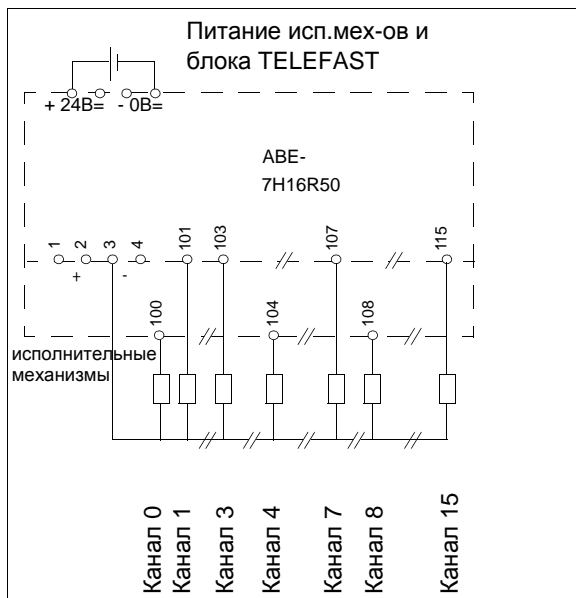 Питание исп.мех-ов и
блока TELEFAST
+ 24В= - 0В=
ABE-
7H16R50
1 2 3 4 101 103 107 115
+ -
100 104 108
исполнительные
механизмы
Канал 0
Канал 1
Канал 3
Канал 4
Канал 7
Канал 8
Канал 15